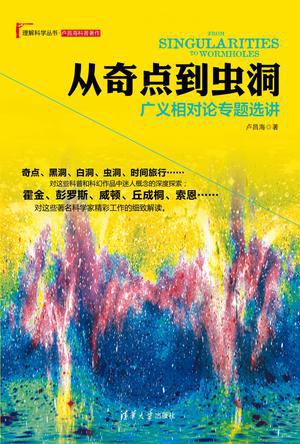 理解科学丛书·卢昌海科普著作
FROM
SINGULARITIES
TO
WORMHOLES
从奇点到虫洞
广义相对论专题选讲
卢昌海 著
奇点、黑洞、白洞、虫洞、时间旅行……
对这些科普和科幻作品中迷人概念的深度探索；
霍金、彭罗斯、威顿、丘成桐、索恩……
对这些著名科学家精彩工作的细致解读。
清华大学出版社